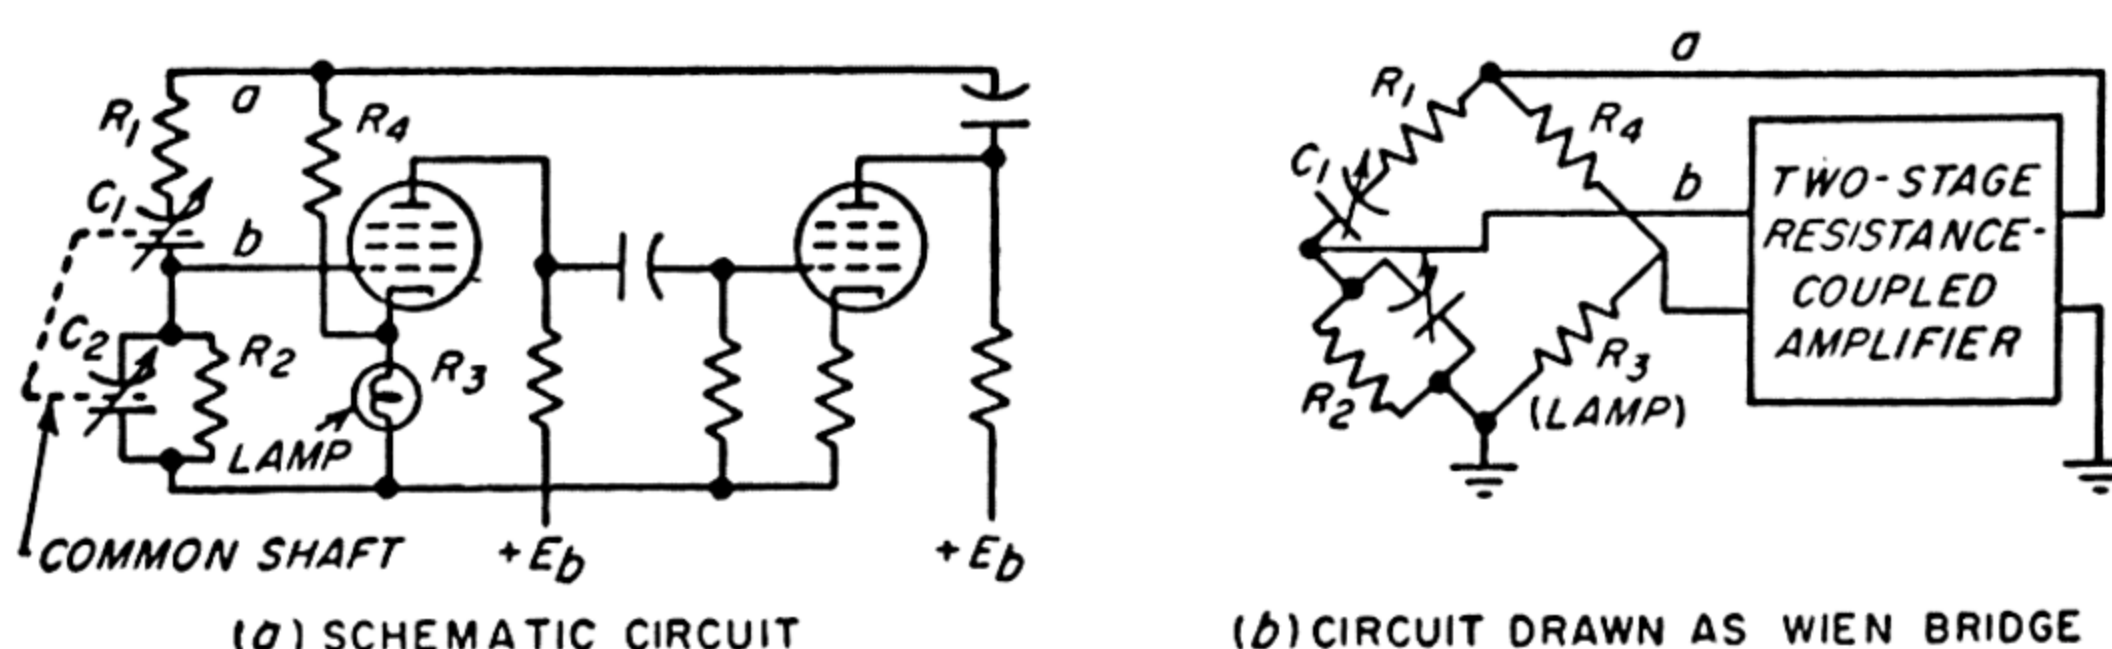 a
R1
R4
C1
b
C2
R2
R3
LAMP
COMMON SHAFT
+Eb
+Eb
(a) SCHEMATIC CIRCUIT
a
R1
R4
C1
b
TWO-STAGE
RESISTANCE-
COUPLED
AMPLIFIER
R3
R2
(LAMP)
(b) CIRCUIT DRAWN AS WIEN BRIDGE